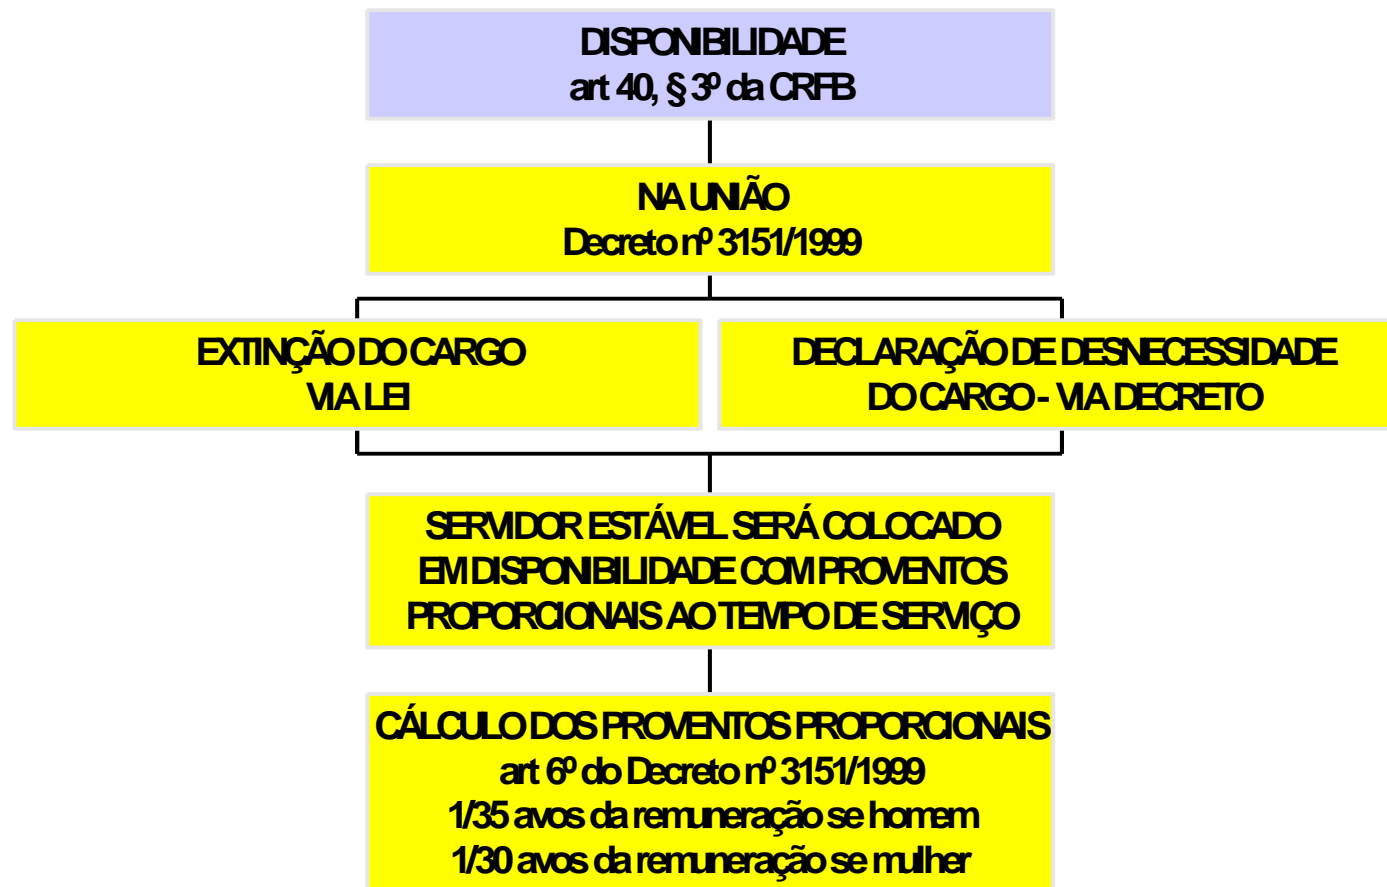 DISPONIBILIDADE
art 40, § 3º da CRFB
NA UNIÃO
Decreto nº 3151/1999
EXTINÇÃO DO CARGO
VIA LEI
DECLARAÇÃO DE DESNECESSIDADE
DO CARGO - VIA DECRETO
SERVIDOR ESTÁVEL SERÁ COLOCADO
EM DISPONIBILIDADE COM PROVENTOS
PROPORCIONAIS AO TEMPO DE SERVIÇO
CÁLCULO DOS PROVENTOS PROPORCIONAIS
art 6º do Decreto nº 3151/1999
1/35 avos da remuneração se homem
1/30 avos da remuneração se mulher